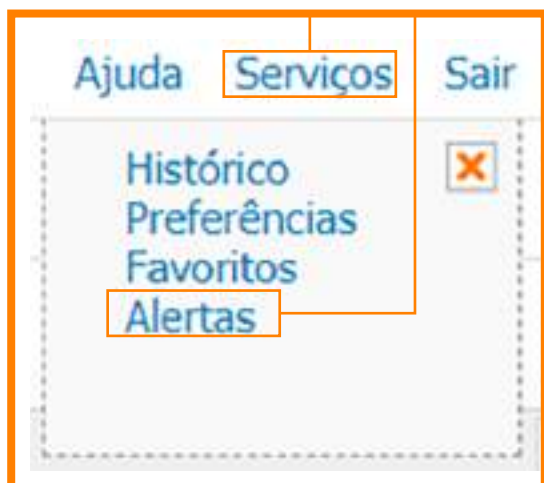 Ajuda Serviços Sair
Histórico
Preferências
Favoritos
Alertas